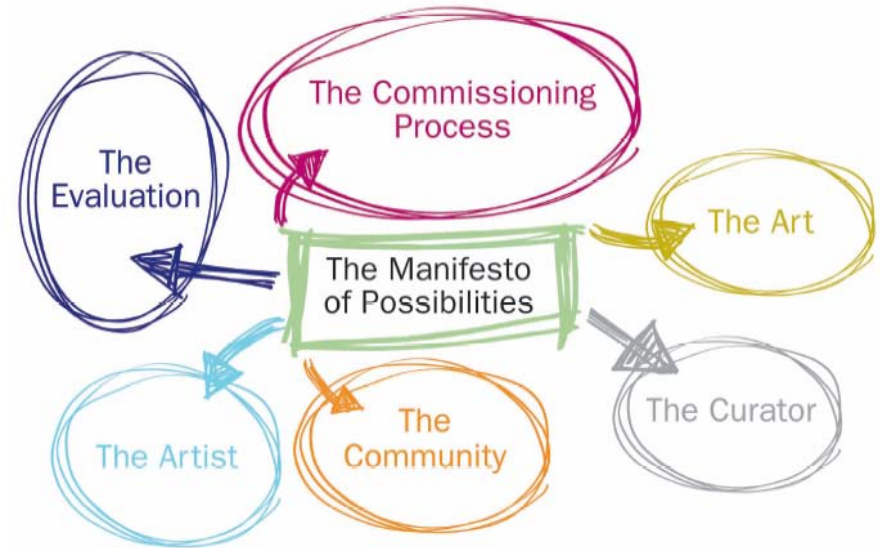 The Commissioning
Process
The
Evaluation
The Art
The Manifesto
of Possibilities
The Curator
The
Community
The Artist